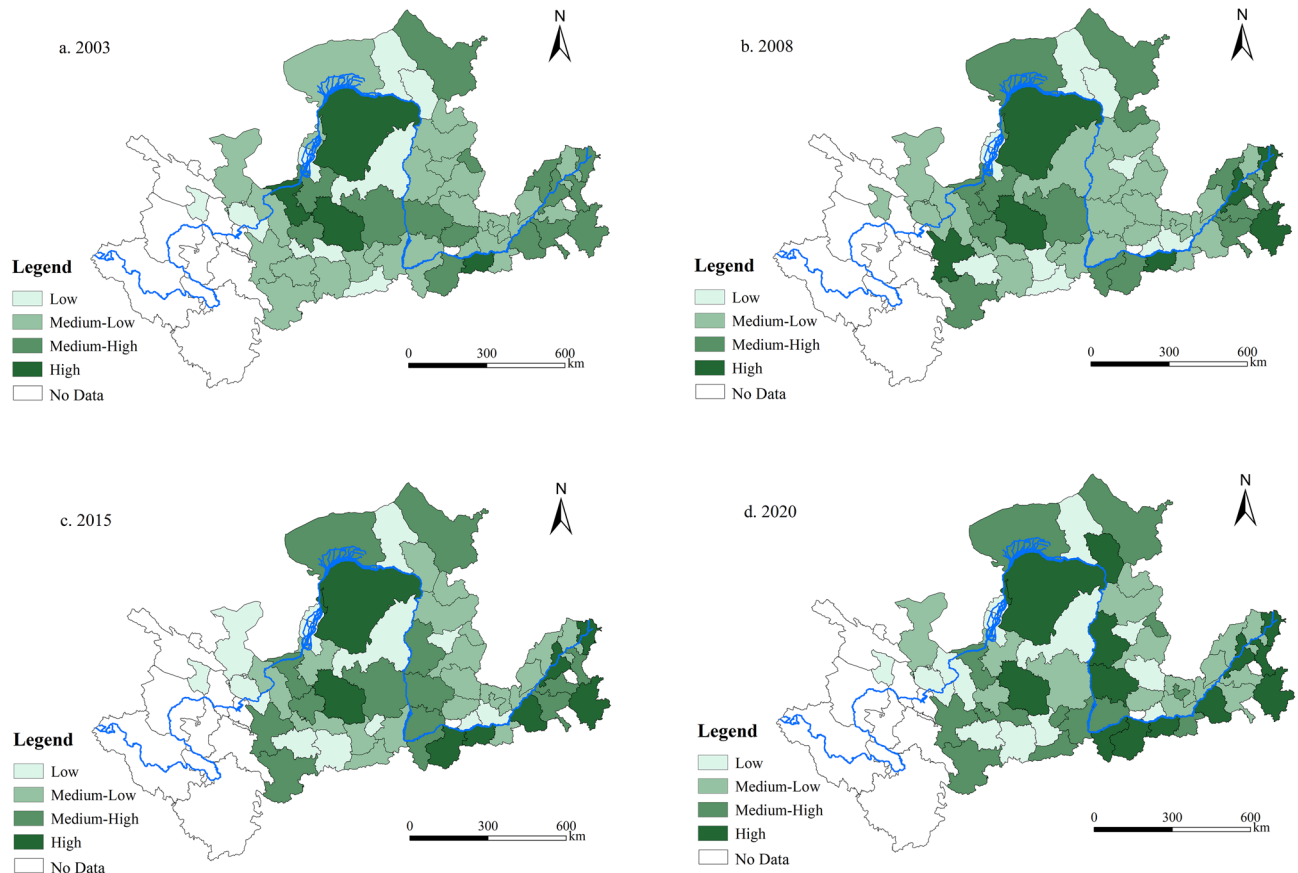 a. 2003
N
Legend
Low
Medium-Low
Medium-High
High
No Data
0 300 600
km
b. 2008
N
Legend
Low
Medium-Low
Medium-High
High
No Data
0 300 600
km
c. 2015
N
Legend
Low
Medium-Low
Medium-High
High
No Data
0 300 600
km
d. 2020
N
Legend
Low
Medium-Low
Medium-High
High
No Data
0 300 600
km